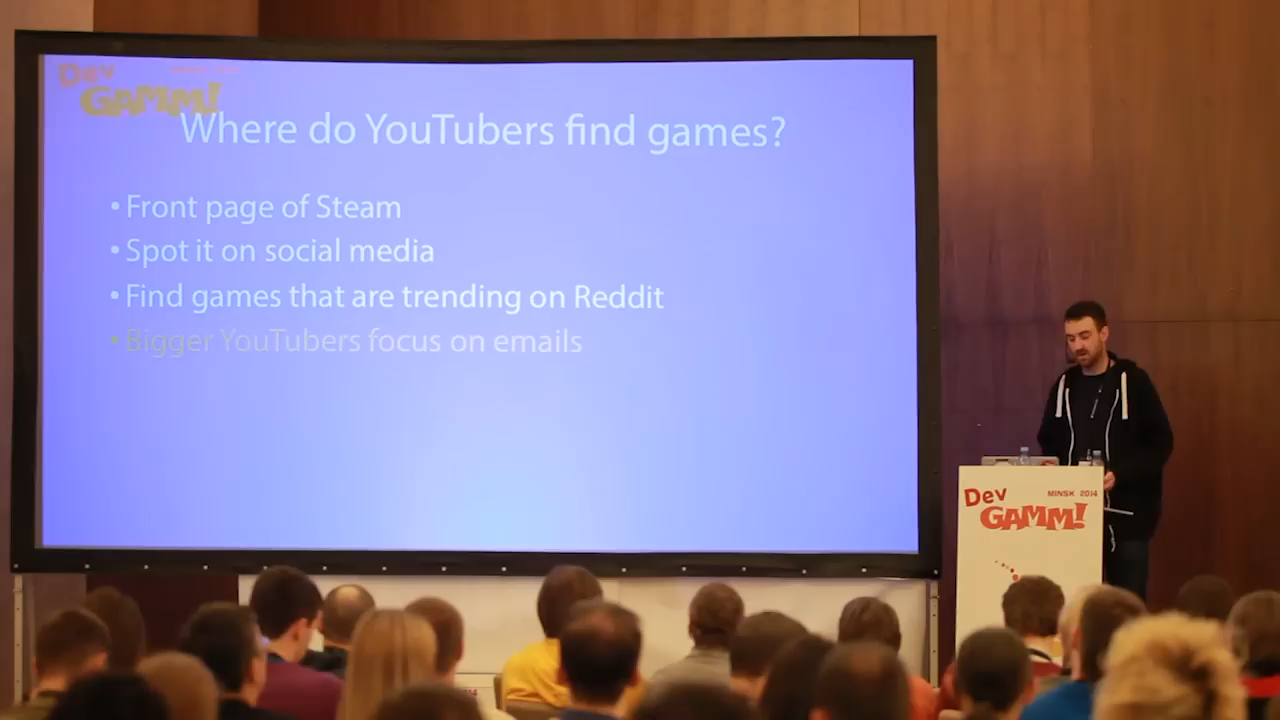 Dev
GAMM!
Where do YouTubers find games?
• Front page of Steam
• Spot it on social media
• Find games that are trending on Reddit
• Bigger YouTubers focus on emails
Dev
MINSK 2014
GAMM!